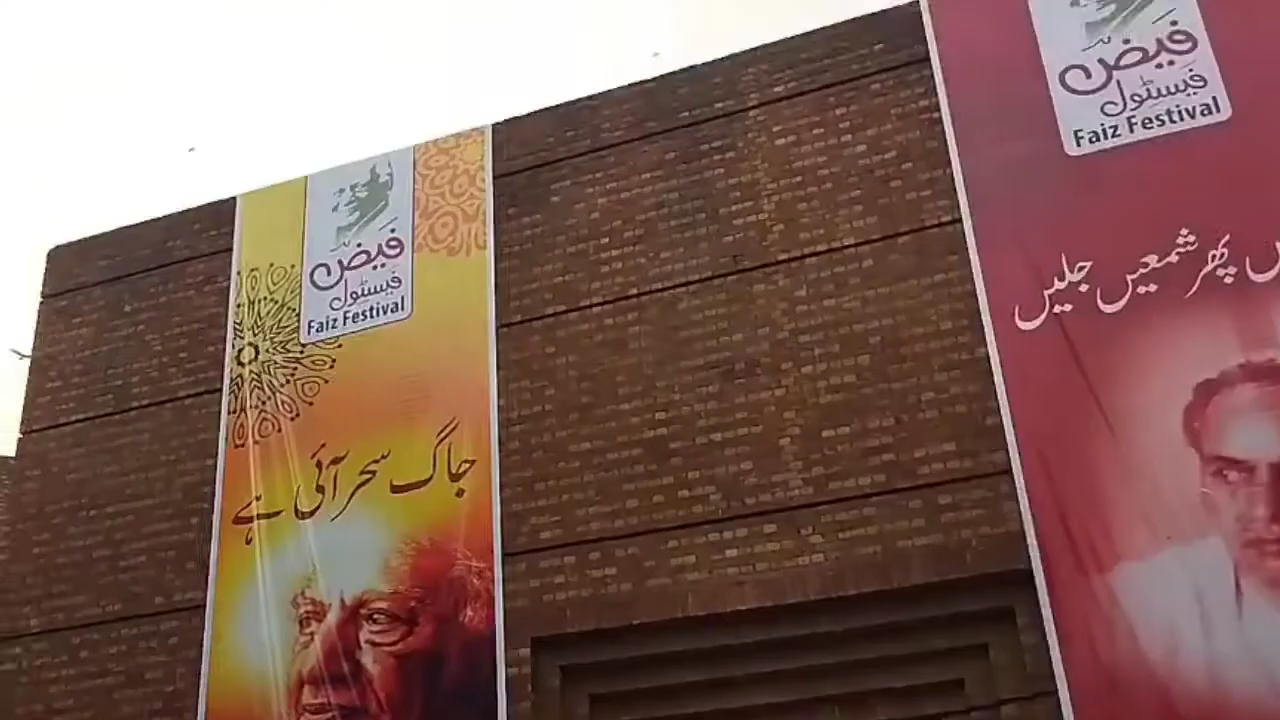 فیض
فیسٹول
Faiz Festival
جاگ سحر آئی ہے
فیض
فیسٹول
Faiz Festival
پھر شمعیں جلیں